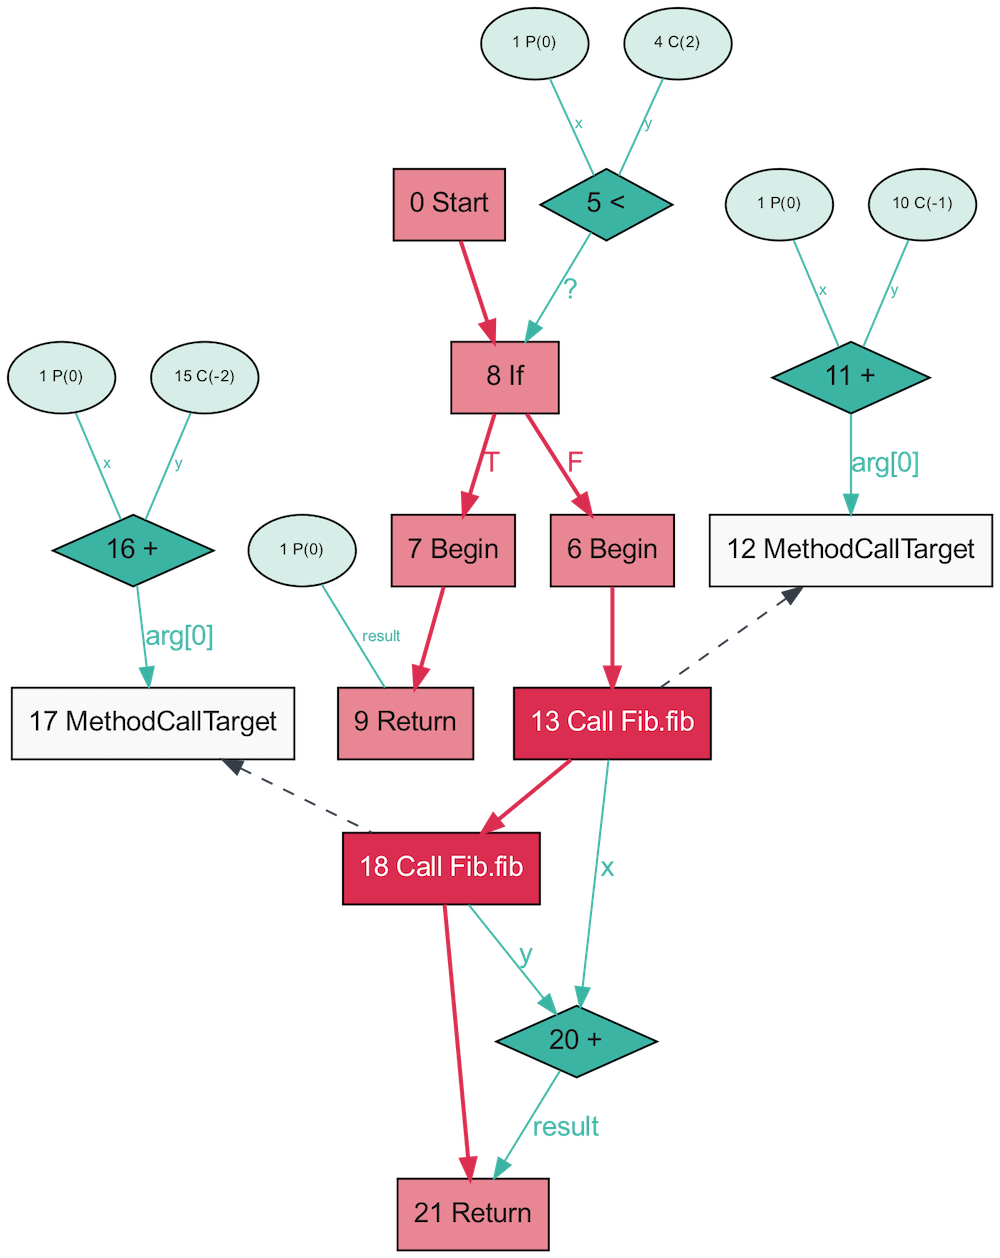 1 P(0)
4 C(2)
x
y
0 Start
5 <
1 P(0)
10 C(-1)
?
x
y
1 P(0)
15 C(-2)
8 If
11 +
x
y
T
F
arg[0]
16 +
1 P(0)
7 Begin
6 Begin
12 MethodCallTarget
arg[0]
result
17 MethodCallTarget
9 Return
13 Call Fib.fib
18 Call Fib.fib
x
y
20 +
result
21 Return